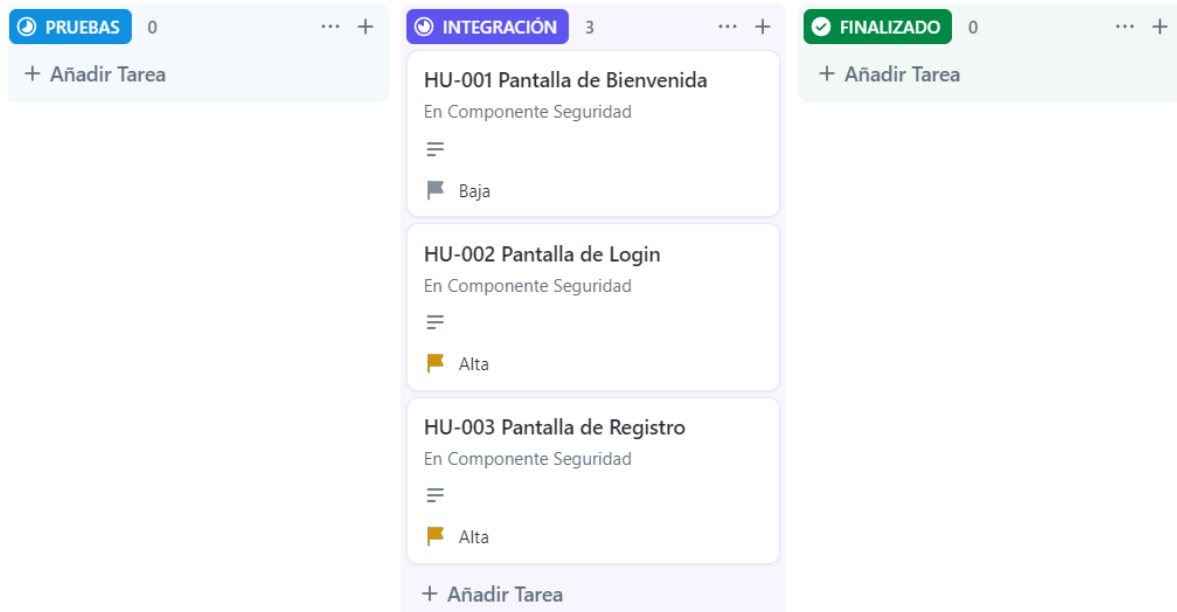 PRUEBAS 0 ··· +
+ Añadir Tarea
INTEGRACIÓN 3 ··· +
HU-001 Pantalla de Bienvenida
En Componente Seguridad
Baja
HU-002 Pantalla de Login
En Componente Seguridad
Alta
HU-003 Pantalla de Registro
En Componente Seguridad
Alta
+ Añadir Tarea
FINALIZADO 0 ··· +
+ Añadir Tarea